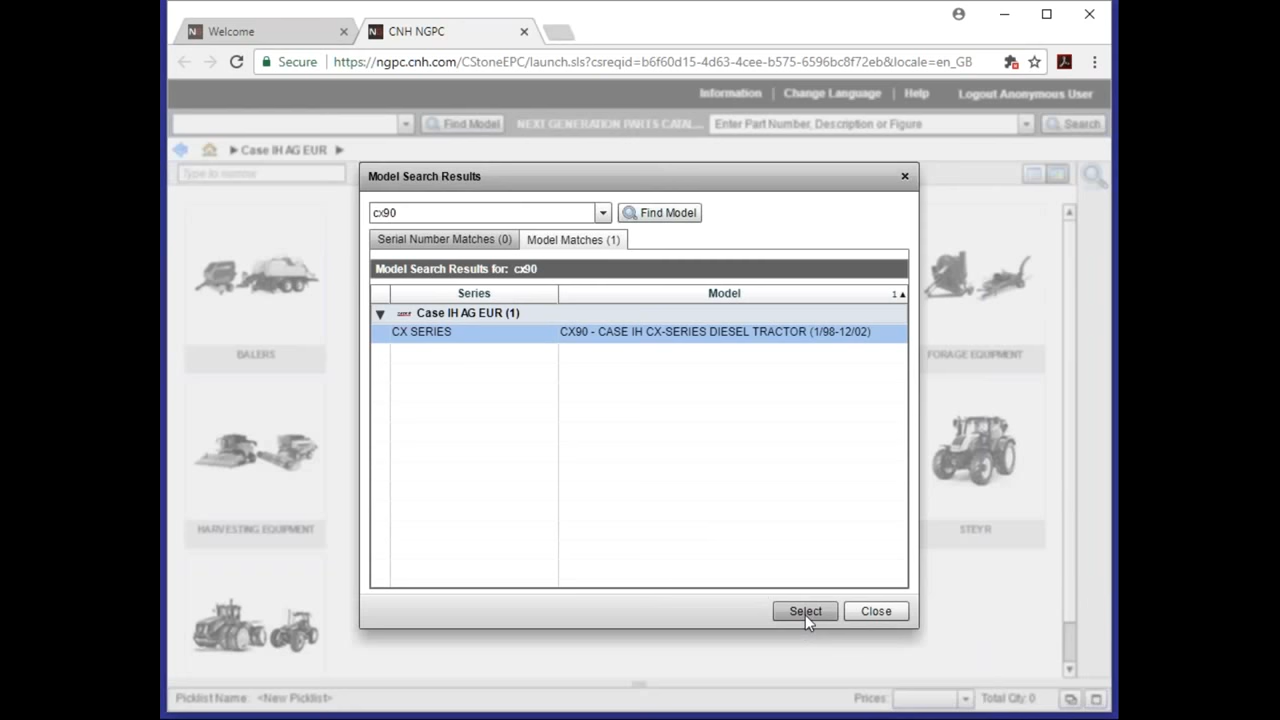 Welcome
CNH NGPC
Secure https://ngpc.cnh.com/CStoneEPC/launch.sls?csreqid=b6f60d15-4d63-4cee-b575-6596bc8f72eb&locale=en_GB
Information | Change Language | Help Logout Anonymous User
Find Model NEXT GENERATION PARTS CATAL... Enter Part Number, Description or Figure Search
Case IH AG EUR
Type to narrow
Model Search Results
cx90 Find Model
Serial Number Matches (0) Model Matches (1)
Model Search Results for: cx90
Series Model 1
Case IH AG EUR (1)
CX SERIES CX90 - CASE IH CX-SERIES DIESEL TRACTOR (1/98-12/02)
BALERS
FORAGE EQUIPMENT
HARVESTING EQUIPMENT
STEYR
Select Close
Picklist Name: <New Picklist> Prices: Total Qty: 0